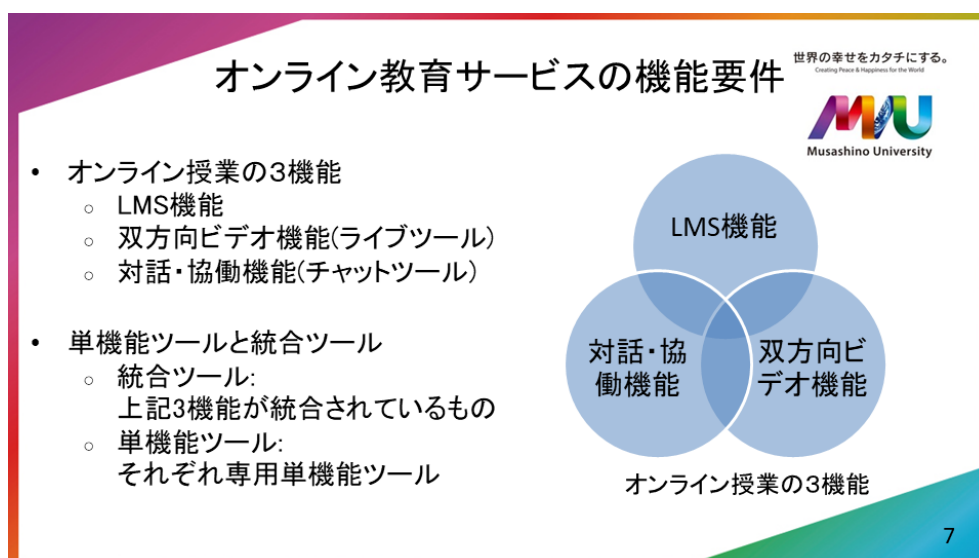 オンライン教育サービスの機能要件
世界の幸せをカタチにする。
Creating Peace & Happiness for the World
MU
Musashino University
• オンライン授業の3機能
○ LMS機能
○ 双方向ビデオ機能(ライブツール)
○ 対話・協働機能(チャットツール)
• 単機能ツールと統合ツール
○ 統合ツール:
上記3機能が統合されているもの
○ 単機能ツール:
それぞれ専用単機能ツール
LMS機能
対話・協
働機能
双方向ビ
デオ機能
オンライン授業の3機能
7